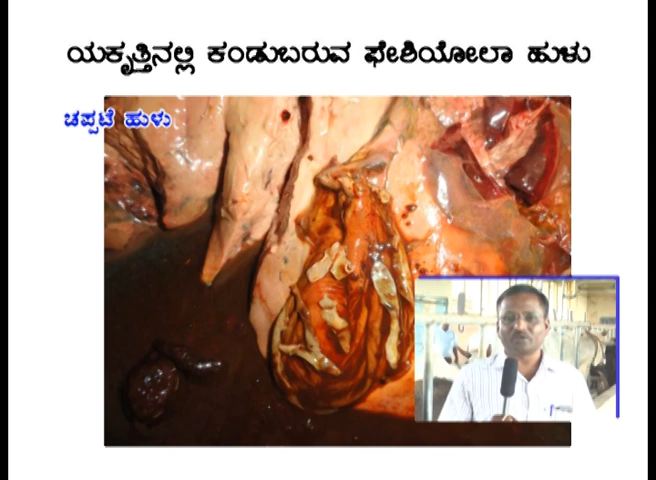 ಯಕೃತ್ತಿನಲ್ಲಿ ಕಂಡುಬರುವ ಫೇಶಿಯೋಲಾ ಹುಳು
ಚಪ್ಪಟೆ ಹುಳು